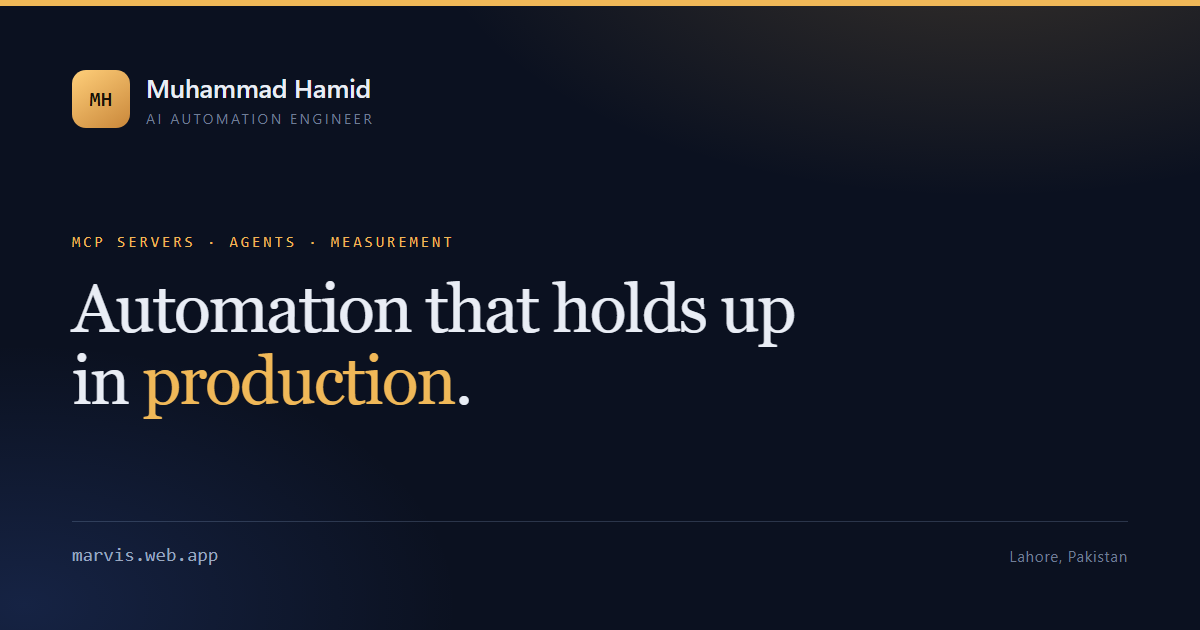 MH
Muhammad Hamid
AI AUTOMATION ENGINEER
MCP SERVERS · AGENTS · MEASUREMENT
Automation that holds up
in production.
marvis.web.app
Lahore, Pakistan